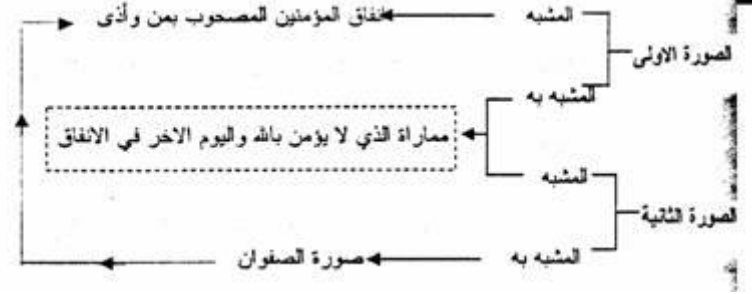 المشبه
إنفاق المؤمنين المصحوب بمن وأذى
الصورة الاولى
المشبه به
مماراة الذي لا يؤمن بالله واليوم الاخر في الانفاق
المشبه
الصورة الثانية
المشبه به
صورة الصفوان